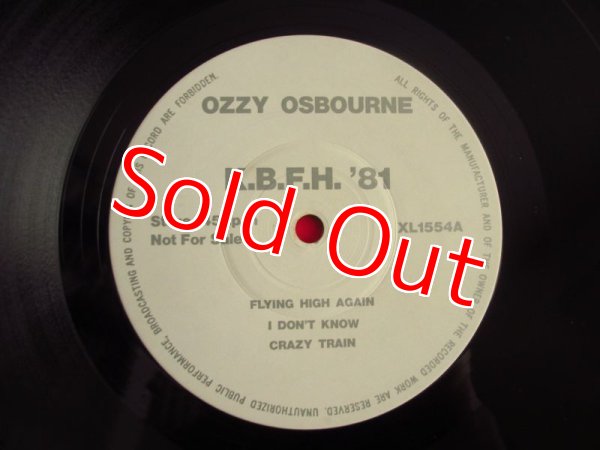 OZZY OSBOURNE
K.B.F.H. '81
XL1554A
Not For Sale
FLYING HIGH AGAIN
I DON'T KNOW
CRAZY TRAIN
ALL RIGHTS OF THE MANUFACTURER AND OF THE OWNER OF THE RECORDED WORK ARE RESERVED. UNAUTHORIZED PUBLIC PERFORMANCE, BROADCASTING AND COPYING OF RECORD ARE FORBIDDEN.
Sold Out